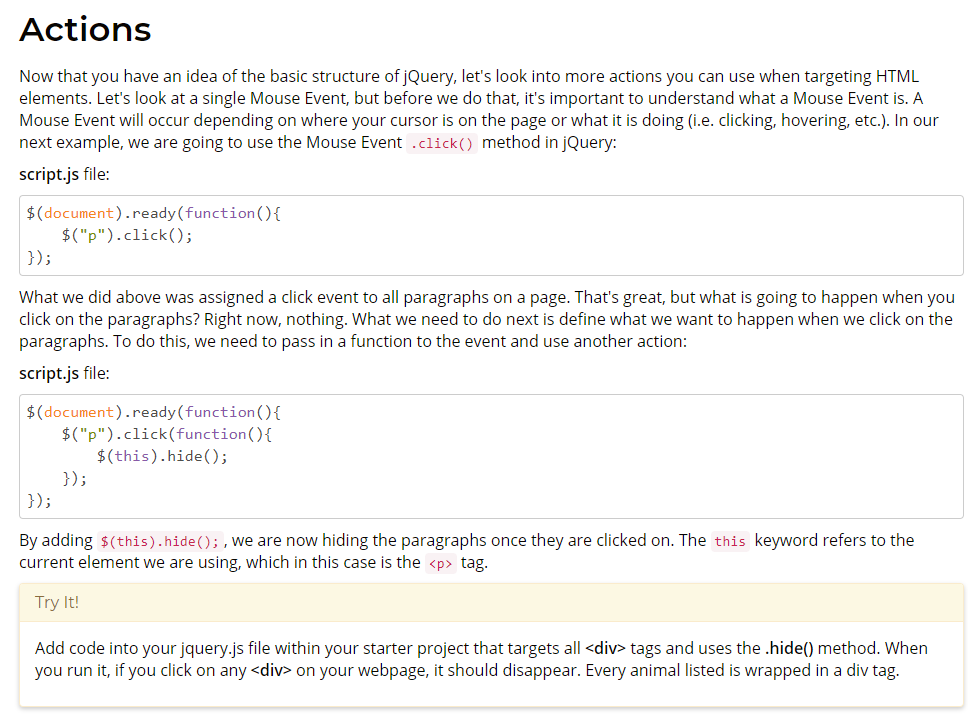 Actions
Now that you have an idea of the basic structure of jQuery, let's look into more actions you can use when targeting HTML
elements. Let's look at a single Mouse Event, but before we do that, it's important to understand what a Mouse Event is. A
Mouse Event will occur depending on where your cursor is on the page or what it is doing (i.e. clicking, hovering, etc.). In our
next example, we are going to use the Mouse Event .click() method in jQuery:
script.js file:
$(document).ready(function(){
    $("p").click();
});
What we did above was assigned a click event to all paragraphs on a page. That's great, but what is going to happen when you
click on the paragraphs? Right now, nothing. What we need to do next is define what we want to happen when we click on the
paragraphs. To do this, we need to pass in a function to the event and use another action:
script.js file:
$(document).ready(function(){
    $("p").click(function(){
        $(this).hide();
    });
});
By adding $(this).hide();, we are now hiding the paragraphs once they are clicked on. The this keyword refers to the
current element we are using, which in this case is the <p> tag.
Try It!
Add code into your jquery.js file within your starter project that targets all <div> tags and uses the .hide() method. When
you run it, if you click on any <div> on your webpage, it should disappear. Every animal listed is wrapped in a div tag.